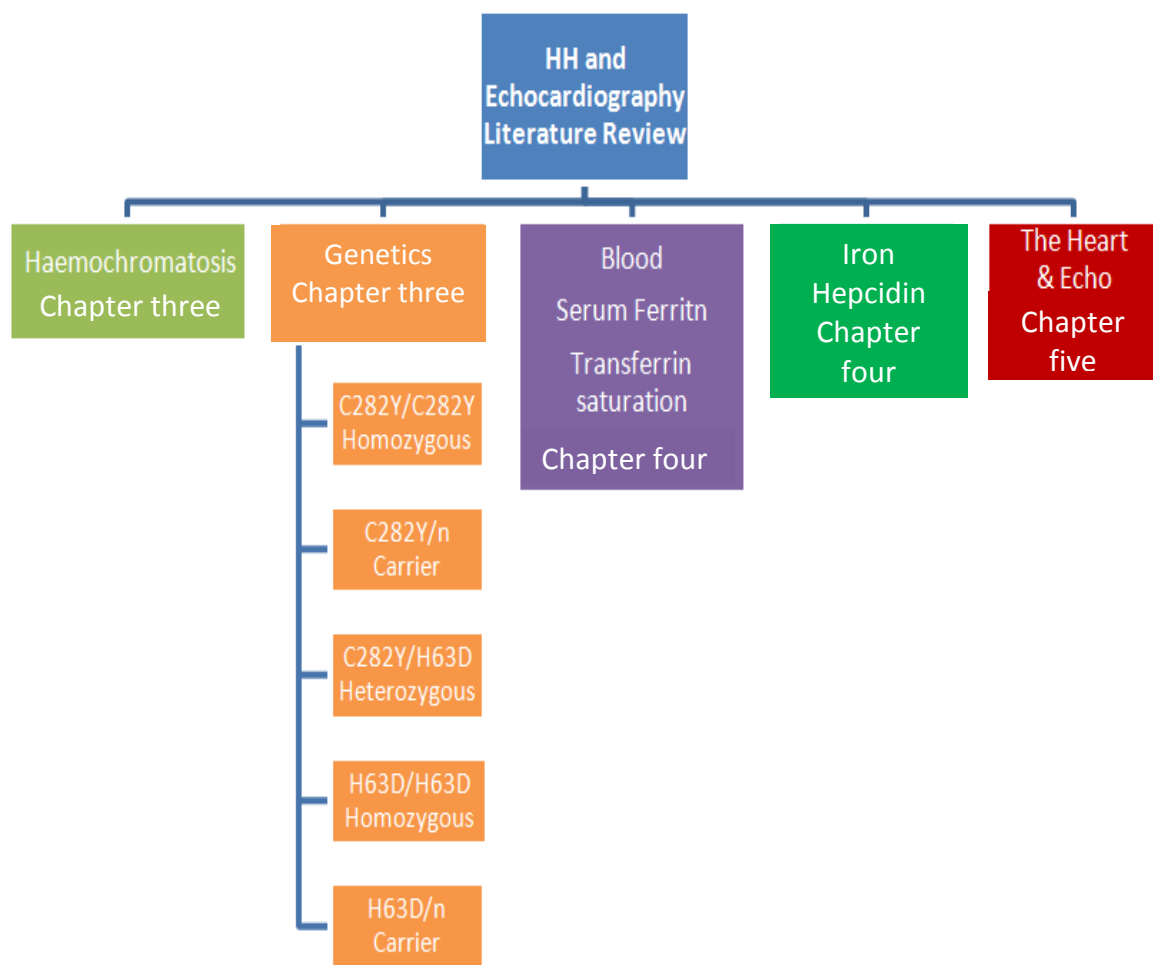 HH and
Echocardiography
Literature Review
Haemochromatosis
Chapter three
Genetics
Chapter three
Blood
Serum Ferritn
Transferrin
saturation
Chapter four
Iron
Hepcidin
Chapter
four
The Heart
& Echo
Chapter
five
C282Y/C282Y
Homozygous
C282Y/n
Carrier
C282Y/H63D
Heterozygous
H63D/H63D
Homozygous
H63D/n
Carrier